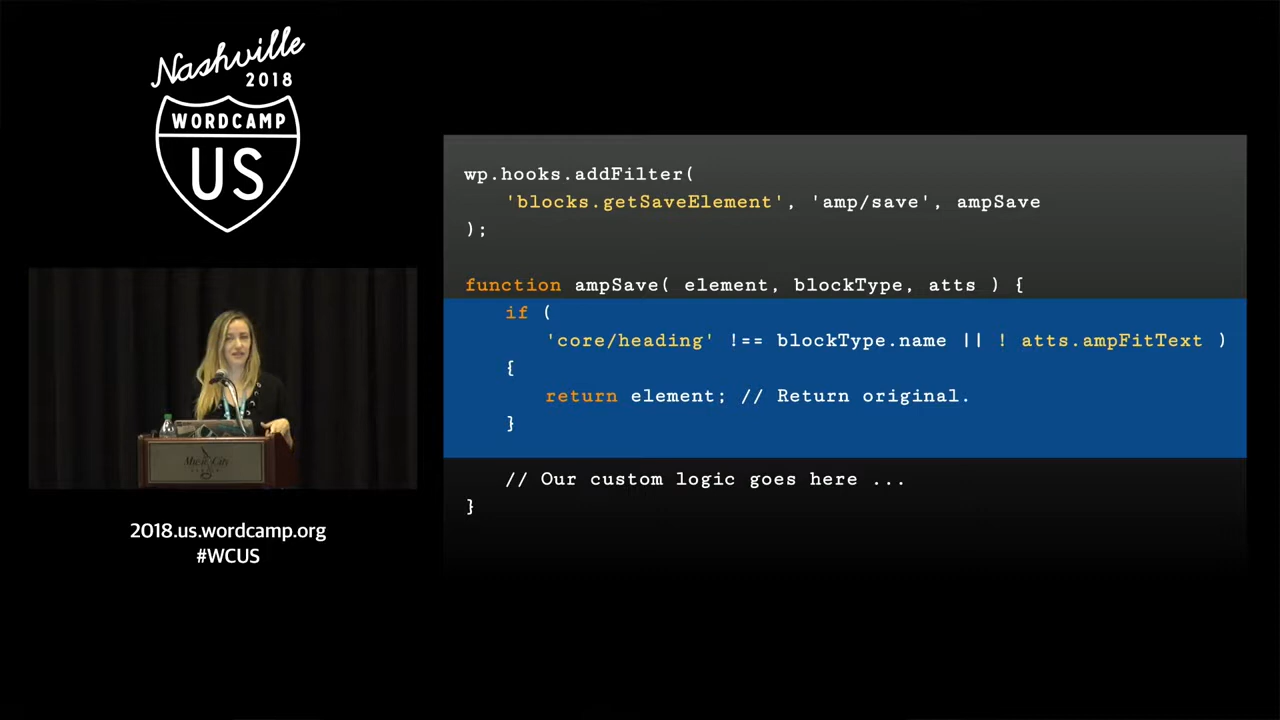 Nashville
2018
WORDCAMP
US
wp.hooks.addFilter(
'blocks.getSaveElement', 'amp/save', ampSave
);
function ampSave( element, blockType, atts ) {
if (
'core/heading' !== blockType.name || ! atts.ampFitText )
{
return element; // Return original.
}
// Our custom logic goes here ...
}
Music City
2018.us.wordcamp.org
#WCUS